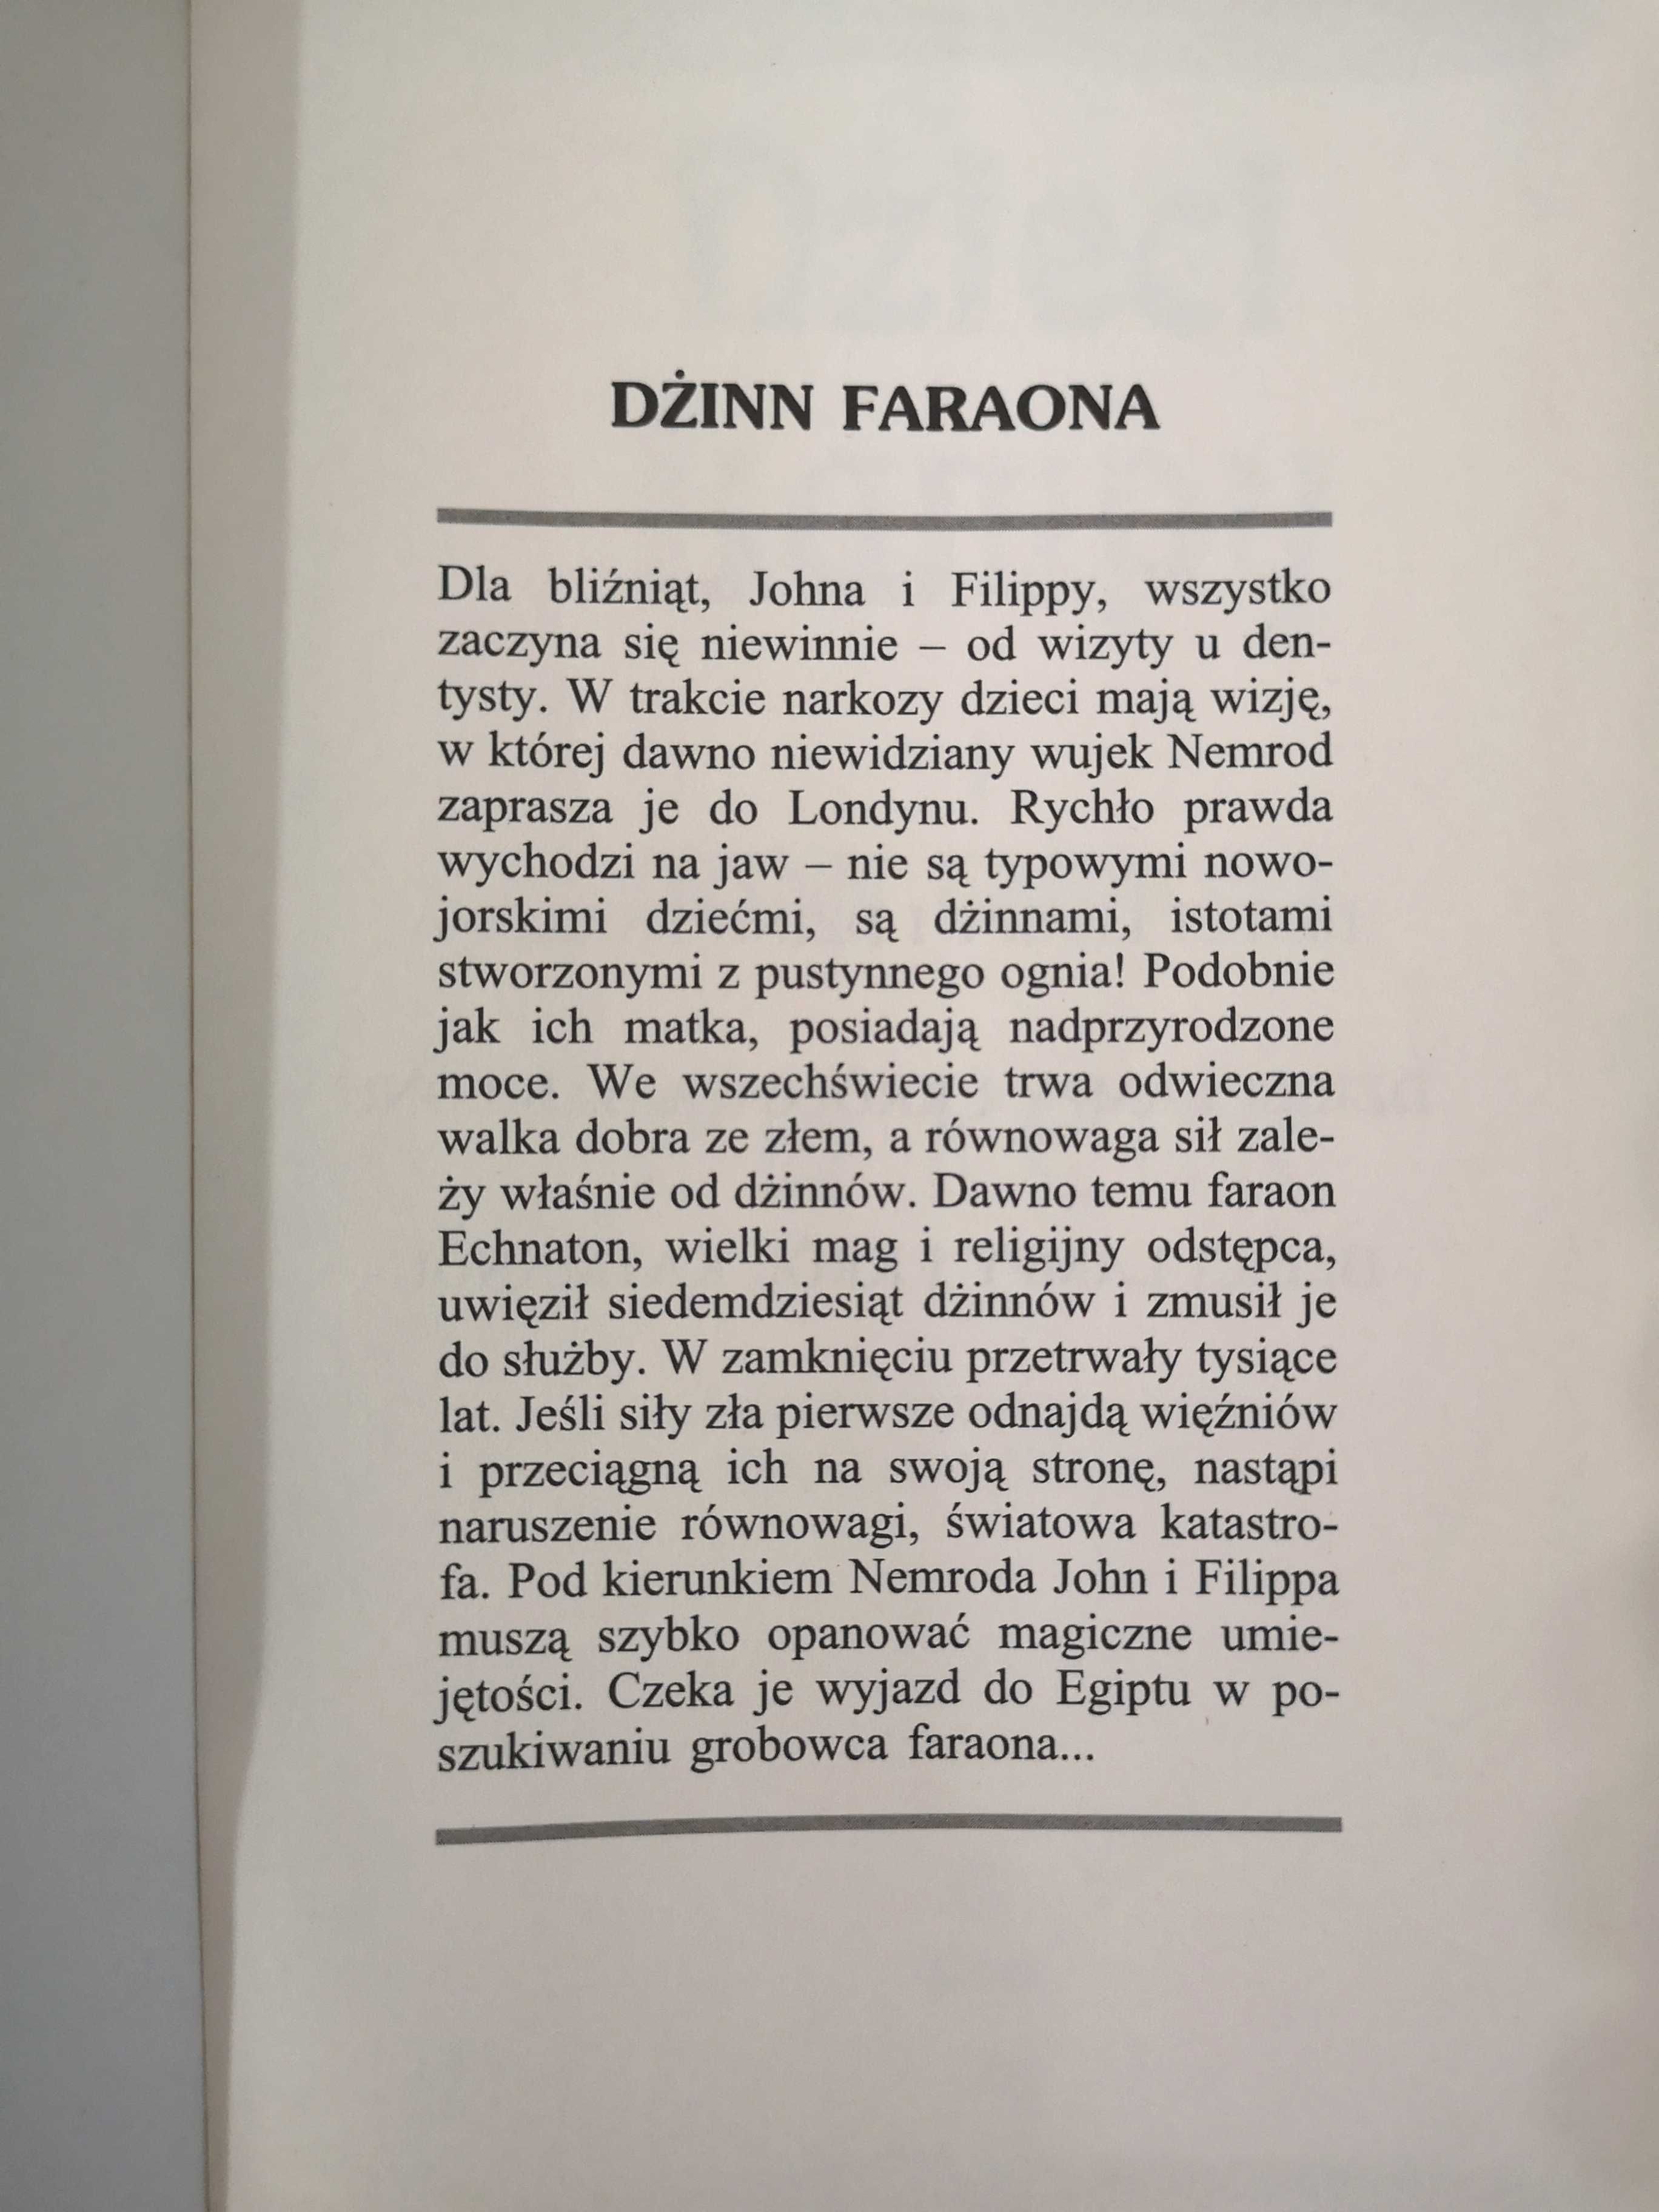 DŻINN FARAONA
Dla bliźniąt, Johna i Filippy, wszystko
zaczyna się niewinnie – od wizyty u den-
tysty. W trakcie narkozy dzieci mają wizję,
w której dawno niewidziany wujek Nemrod
zaprasza je do Londynu. Rychło prawda
wychodzi na jaw – nie są typowymi nowo-
jorskimi dziećmi, są dżinnami, istotami
stworzonymi z pustynnego ognia! Podobnie
jak ich matka, posiadają nadprzyrodzone
moce. We wszechświecie trwa odwieczna
walka dobra ze złem, a równowaga sił zale-
ży właśnie od dżinnów. Dawno temu faraon
Echnaton, wielki mag i religijny odstępca,
uwięził siedemdziesiąt dżinnów i zmusił je
do służby. W zamknięciu przetrwały tysiące
lat. Jeśli siły zła pierwsze odnajdą więźniów
i przeciągną ich na swoją stronę, nastąpi
naruszenie równowagi, światowa katastro-
fa. Pod kierunkiem Nemroda John i Filippa
muszą szybko opanować magiczne umie-
jętości. Czeka je wyjazd do Egiptu w po-
szukiwaniu grobowca faraona...